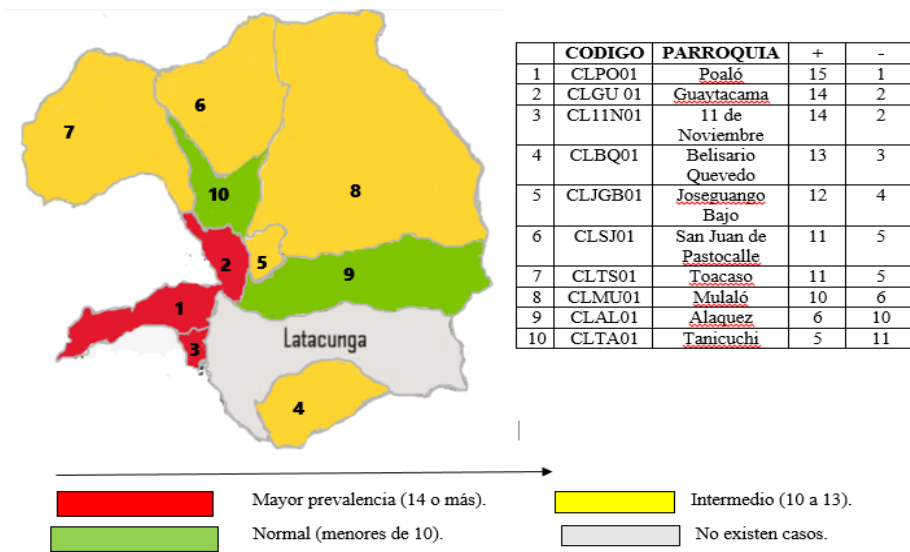 7
6
10
8
2
5
9
1
3
Latacunga
4
CODIGO PARROQUIA + -
1 CLPO01 Poaló 15 1
2 CLGU 01 Guaytacama 14 2
3 CL11N01 11 de 14 2
Noviembre
4 CLBQ01 Belisario 13 3
Quevedo
5 CLJGB01 Joseguango 12 4
Bajo
6 CLSJ01 San Juan de 11 5
Pastocalle
7 CLTS01 Toacaso 11 5
8 CLMU01 Mulaló 10 6
9 CLAL01 Alaquez 6 10
10 CLTA01 Tanicuchi 5 11
Mayor prevalencia (14 o más).
Intermedio (10 a 13).
Normal (menores de 10).
No existen casos.